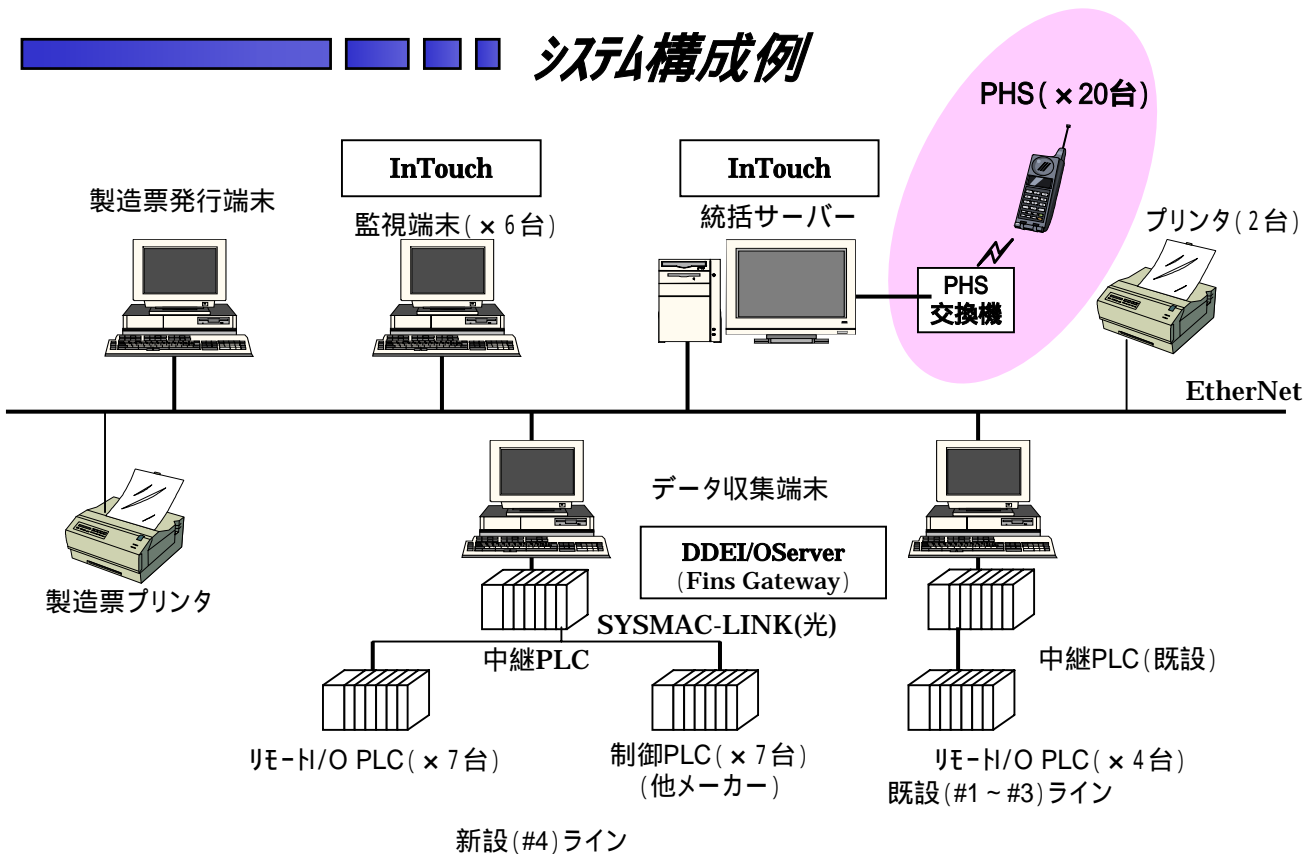 システム構成例
PHS(×20台)
InTouch
InTouch
製造票発行端末
監視端末(×6台)
統括サーバー
プリンタ(2台)
PHS
交換機
EtherNet
データ収集端末
DDEI/OServer
(Fins Gateway)
製造票プリンタ
SYSMAC-LINK(光)
中継PLC
中継PLC(既設)
リモートI/O PLC(×7台)
制御PLC(×7台)
(他メーカー)
リモートI/O PLC(×4台)
既設(#1~#3)ライン
新設(#4)ライン